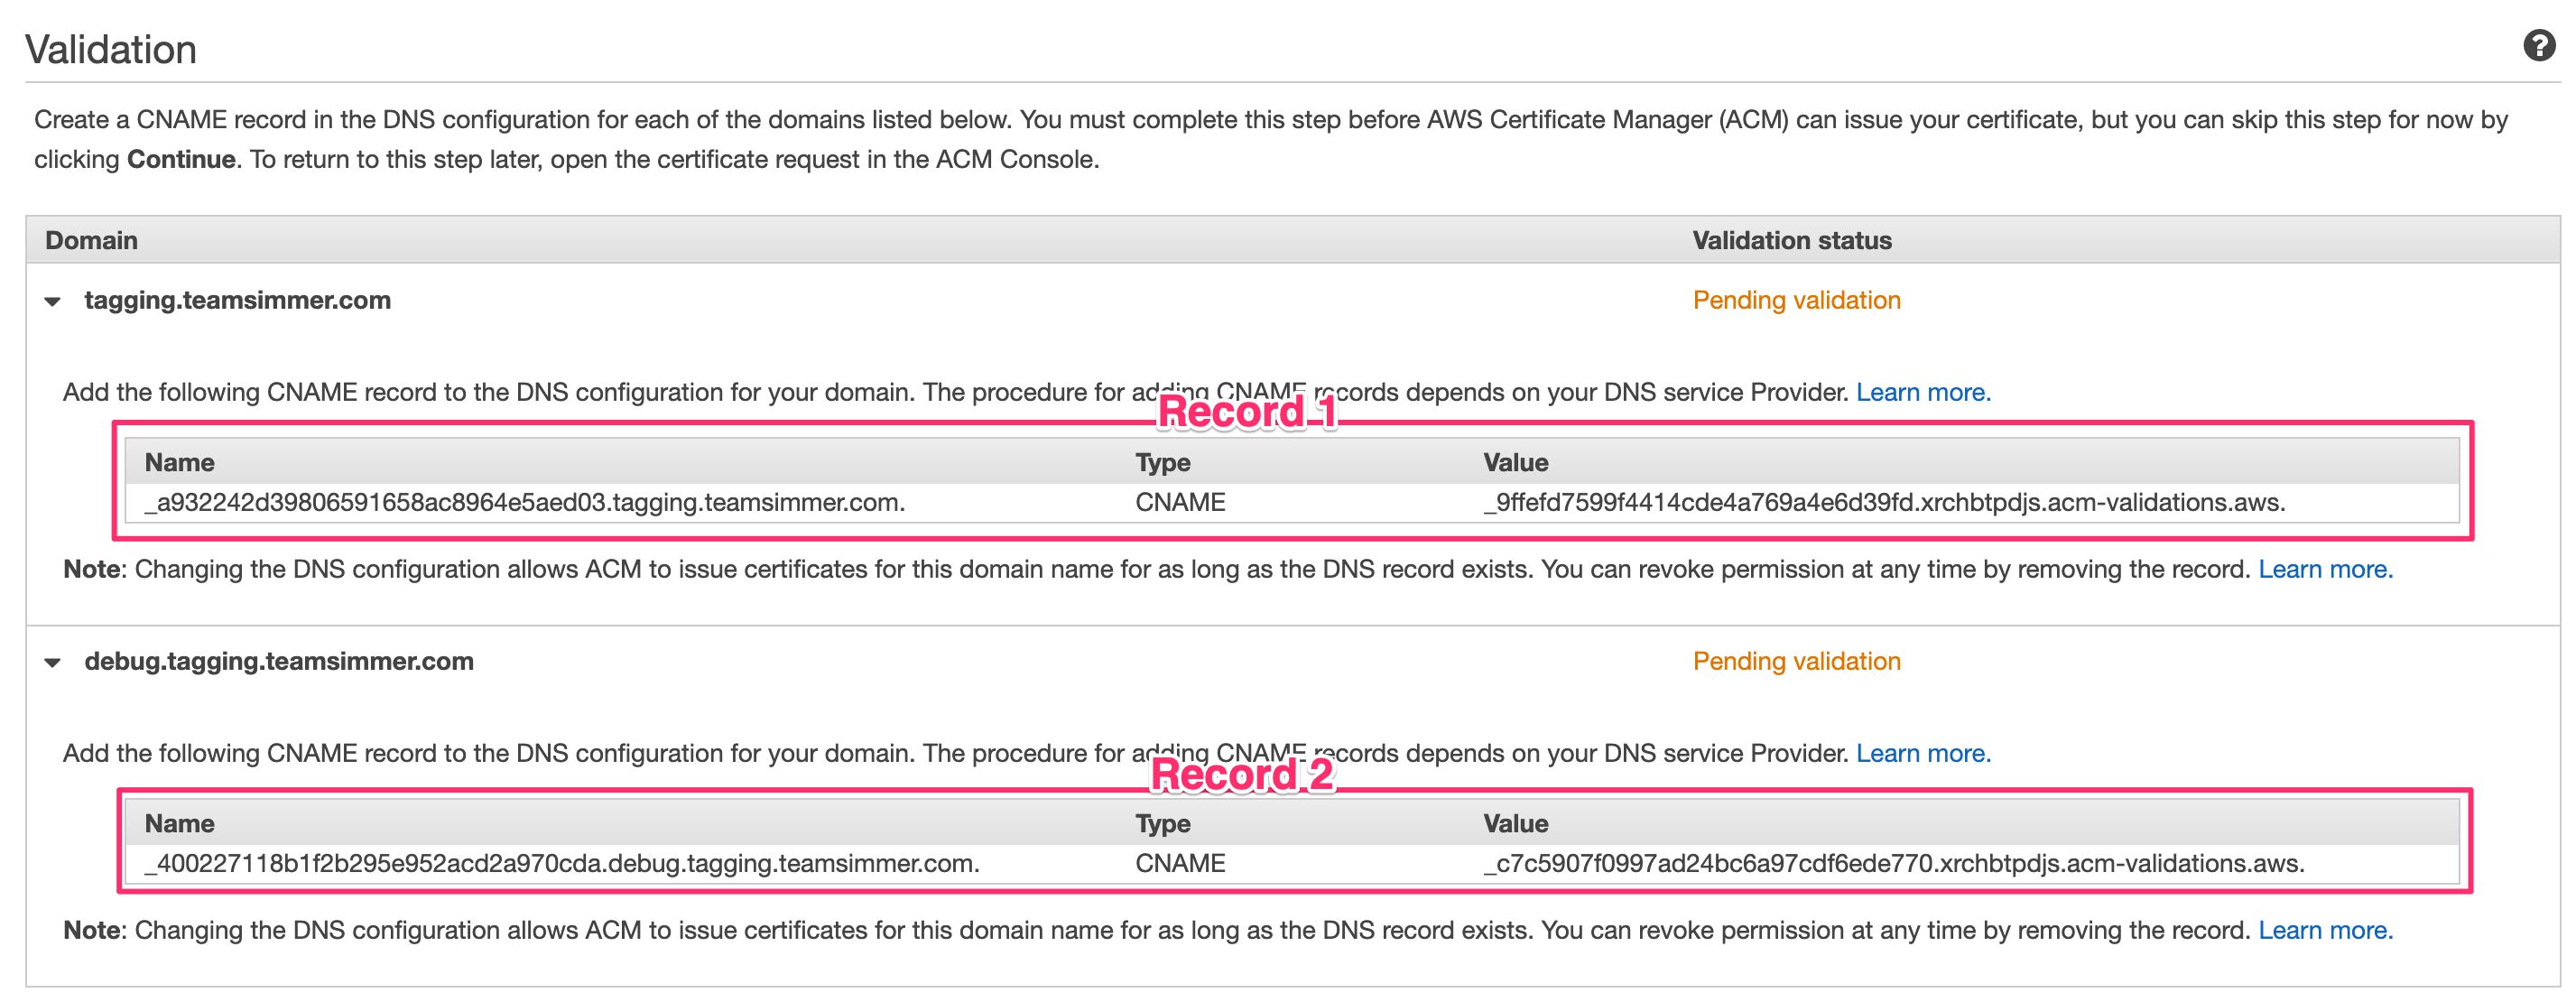 Validation
?
Create a CNAME record in the DNS configuration for each of the domains listed below. You must complete this step before AWS Certificate Manager (ACM) can issue your certificate, but you can skip this step for now by
clicking Continue. To return to this step later, open the certificate request in the ACM Console.
Domain Validation status
tagging.teamsimmer.com Pending validation
Add the following CNAME record to the DNS configuration for your domain. The procedure for adding CNAME records depends on your DNS service Provider. Learn more.
Record 1
Name Type Value
_a932242d39806591658ac8964e5aed03.tagging.teamsimmer.com. CNAME _9ffefd7599f4414cde4a769a4e6d39fd.xrchbtpdjs.acm-validations.aws.
Note: Changing the DNS configuration allows ACM to issue certificates for this domain name for as long as the DNS record exists. You can revoke permission at any time by removing the record. Learn more.
debug.tagging.teamsimmer.com Pending validation
Add the following CNAME record to the DNS configuration for your domain. The procedure for adding CNAME records depends on your DNS service Provider. Learn more.
Record 2
Name Type Value
_400227118b1f2b295e952acd2a970cda.debug.tagging.teamsimmer.com. CNAME _c7c5907f0997ad24bc6a97cdf6ede770.xrchbtpdjs.acm-validations.aws.
Note: Changing the DNS configuration allows ACM to issue certificates for this domain name for as long as the DNS record exists. You can revoke permission at any time by removing the record. Learn more.